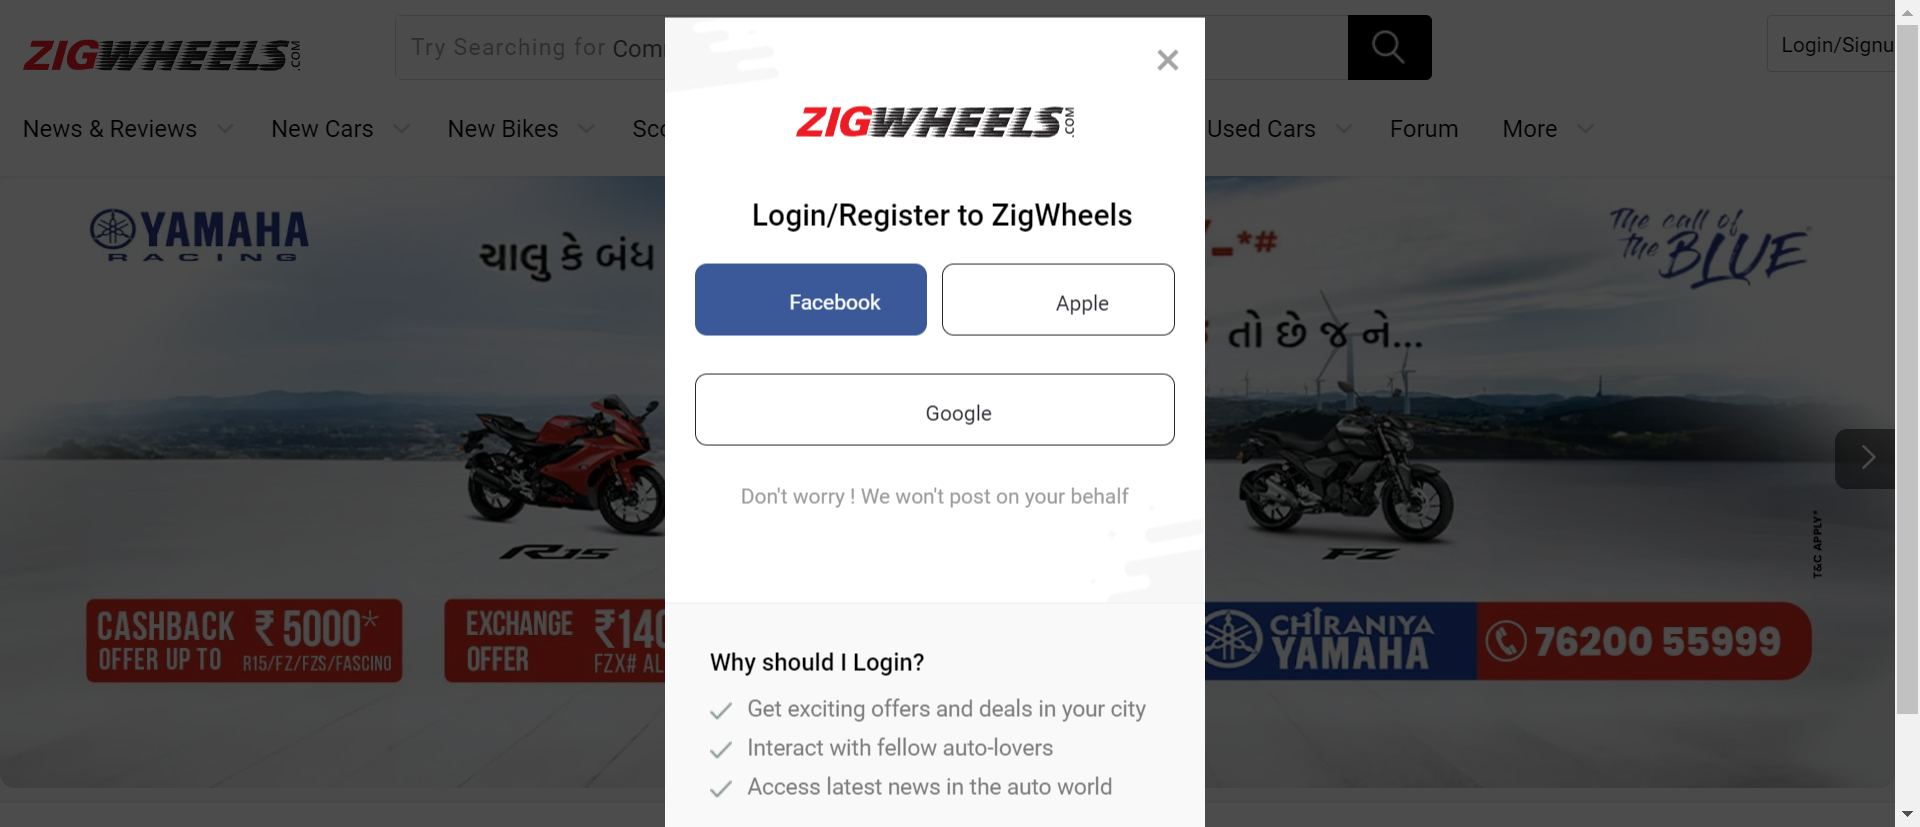 ZIGWHEELS.COM
Try Searching for Com
Login/Signu
News & Reviews
New Cars
New Bikes
Sco
Used Cars
Forum
More
YAMAHA
RACING
ચાલુ કે બંધ
-*#
The call of
the BLUE
તો છે જ ને...
R15
FZ
T&C APPLY*
CASHBACK
OFFER UP TO
₹ 5000*
R15/FZ/FZS/FASCINO
EXCHANGE
OFFER
₹140
FZX# AL
CHIRANIYA
YAMAHA
76200 55999
ZIGWHEELS.COM
Login/Register to ZigWheels
Facebook
Apple
Google
Don't worry ! We won't post on your behalf
Why should I Login?
Get exciting offers and deals in your city
Interact with fellow auto-lovers
Access latest news in the auto world